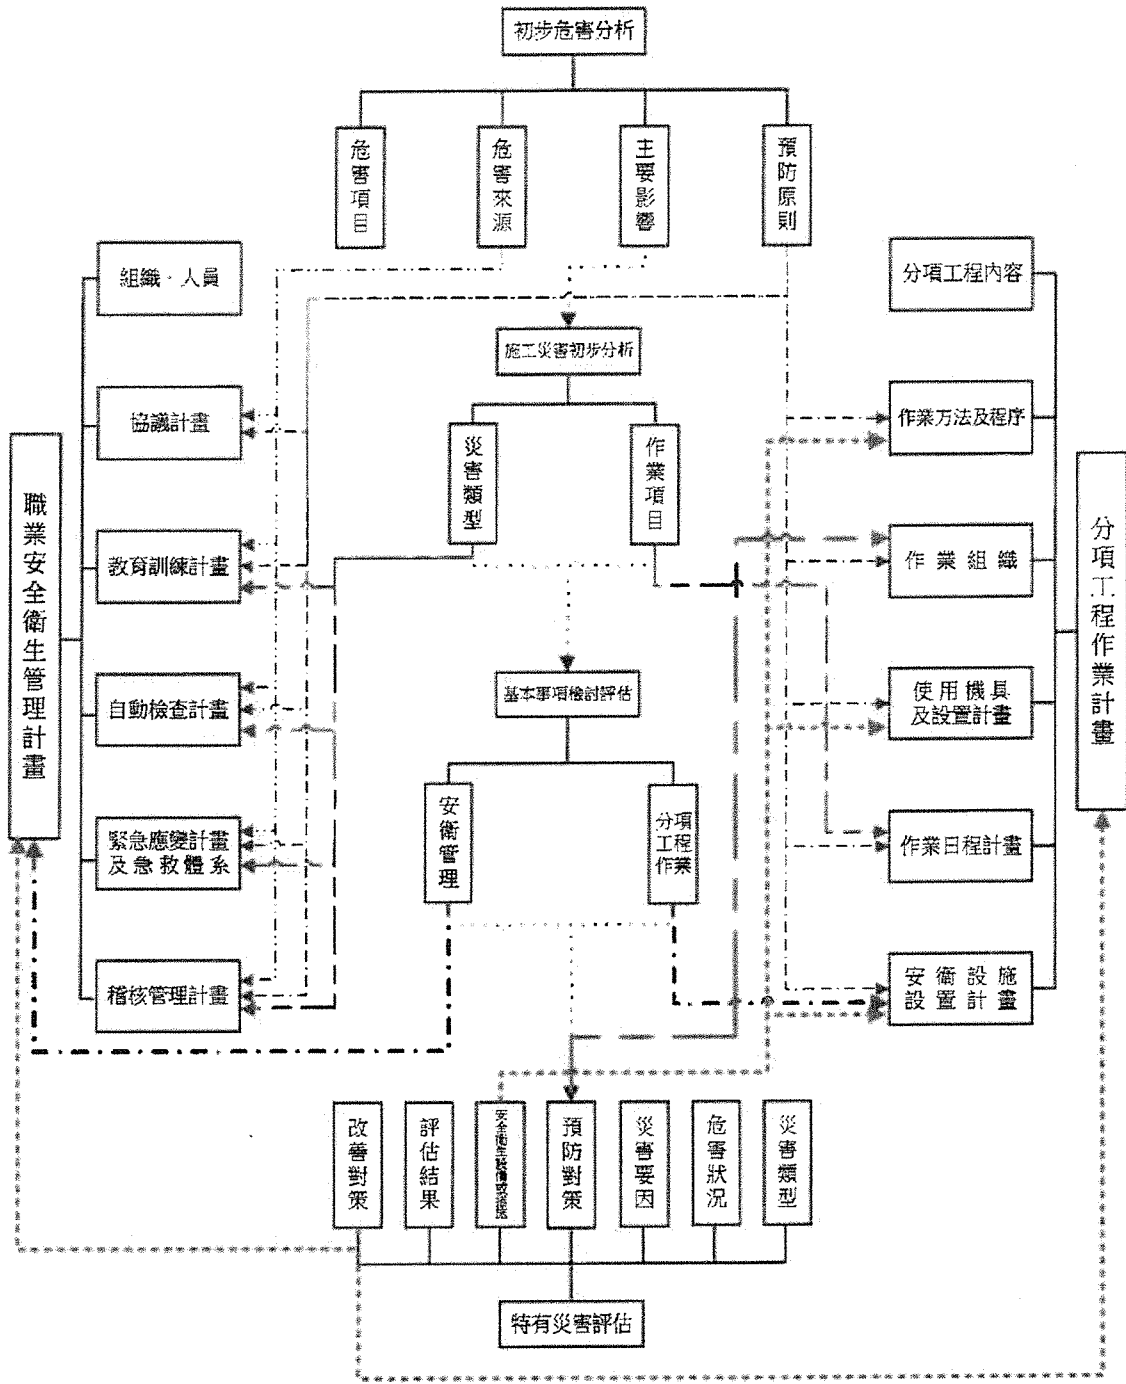 初步危害分析
危害項目
危害來源
主要影響
預防原則
組織、人員
協議計畫
教育訓練計畫
自動檢查計畫
緊急應變計畫
及急救體系
稽核管理計畫
職業安全衛生管理計畫
施工災害初步分析
災害類型
作業項目
基本事項檢討評估
安衛管理
分項
工程
作業
分項工程內容
作業方法及程序
作業組織
使用機具
及設置計畫
作業日程計畫
安衛設施
設置計畫
分項工程作業計畫
改善對策
評估結果
安全衛生設備或措施
預防對策
災害要因
危害狀況
災害類型
特有災害評估